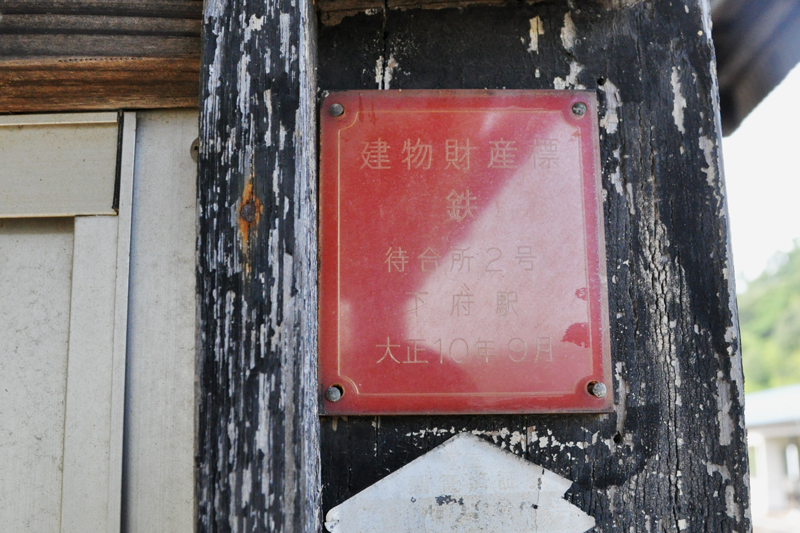 建物財産標
鉄
待合所2号
下府駅
大正10年9月